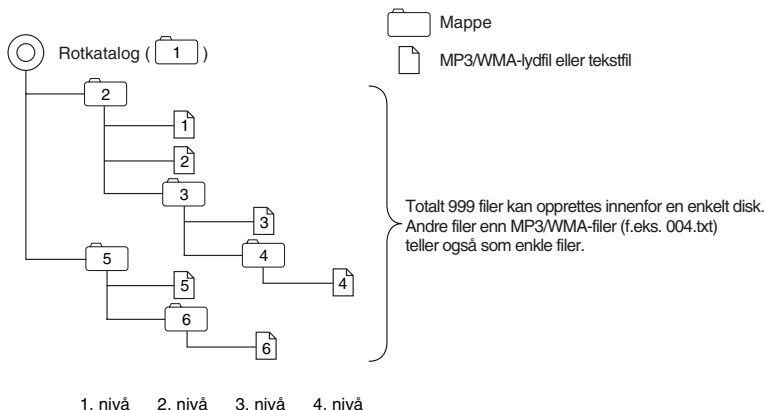 Rotkatalog ( 1 )
Mappe
MP3/WMA-lydfil eller tekstfil
2
1
2
3
3
4
4
5
5
6
6
Totalt 999 filer kan opprettes innenfor en enkelt disk.
Andre filer enn MP3/WMA-filer (f.eks. 004.txt)
teller også som enkle filer.
1. nivå 2. nivå 3. nivå 4. nivå